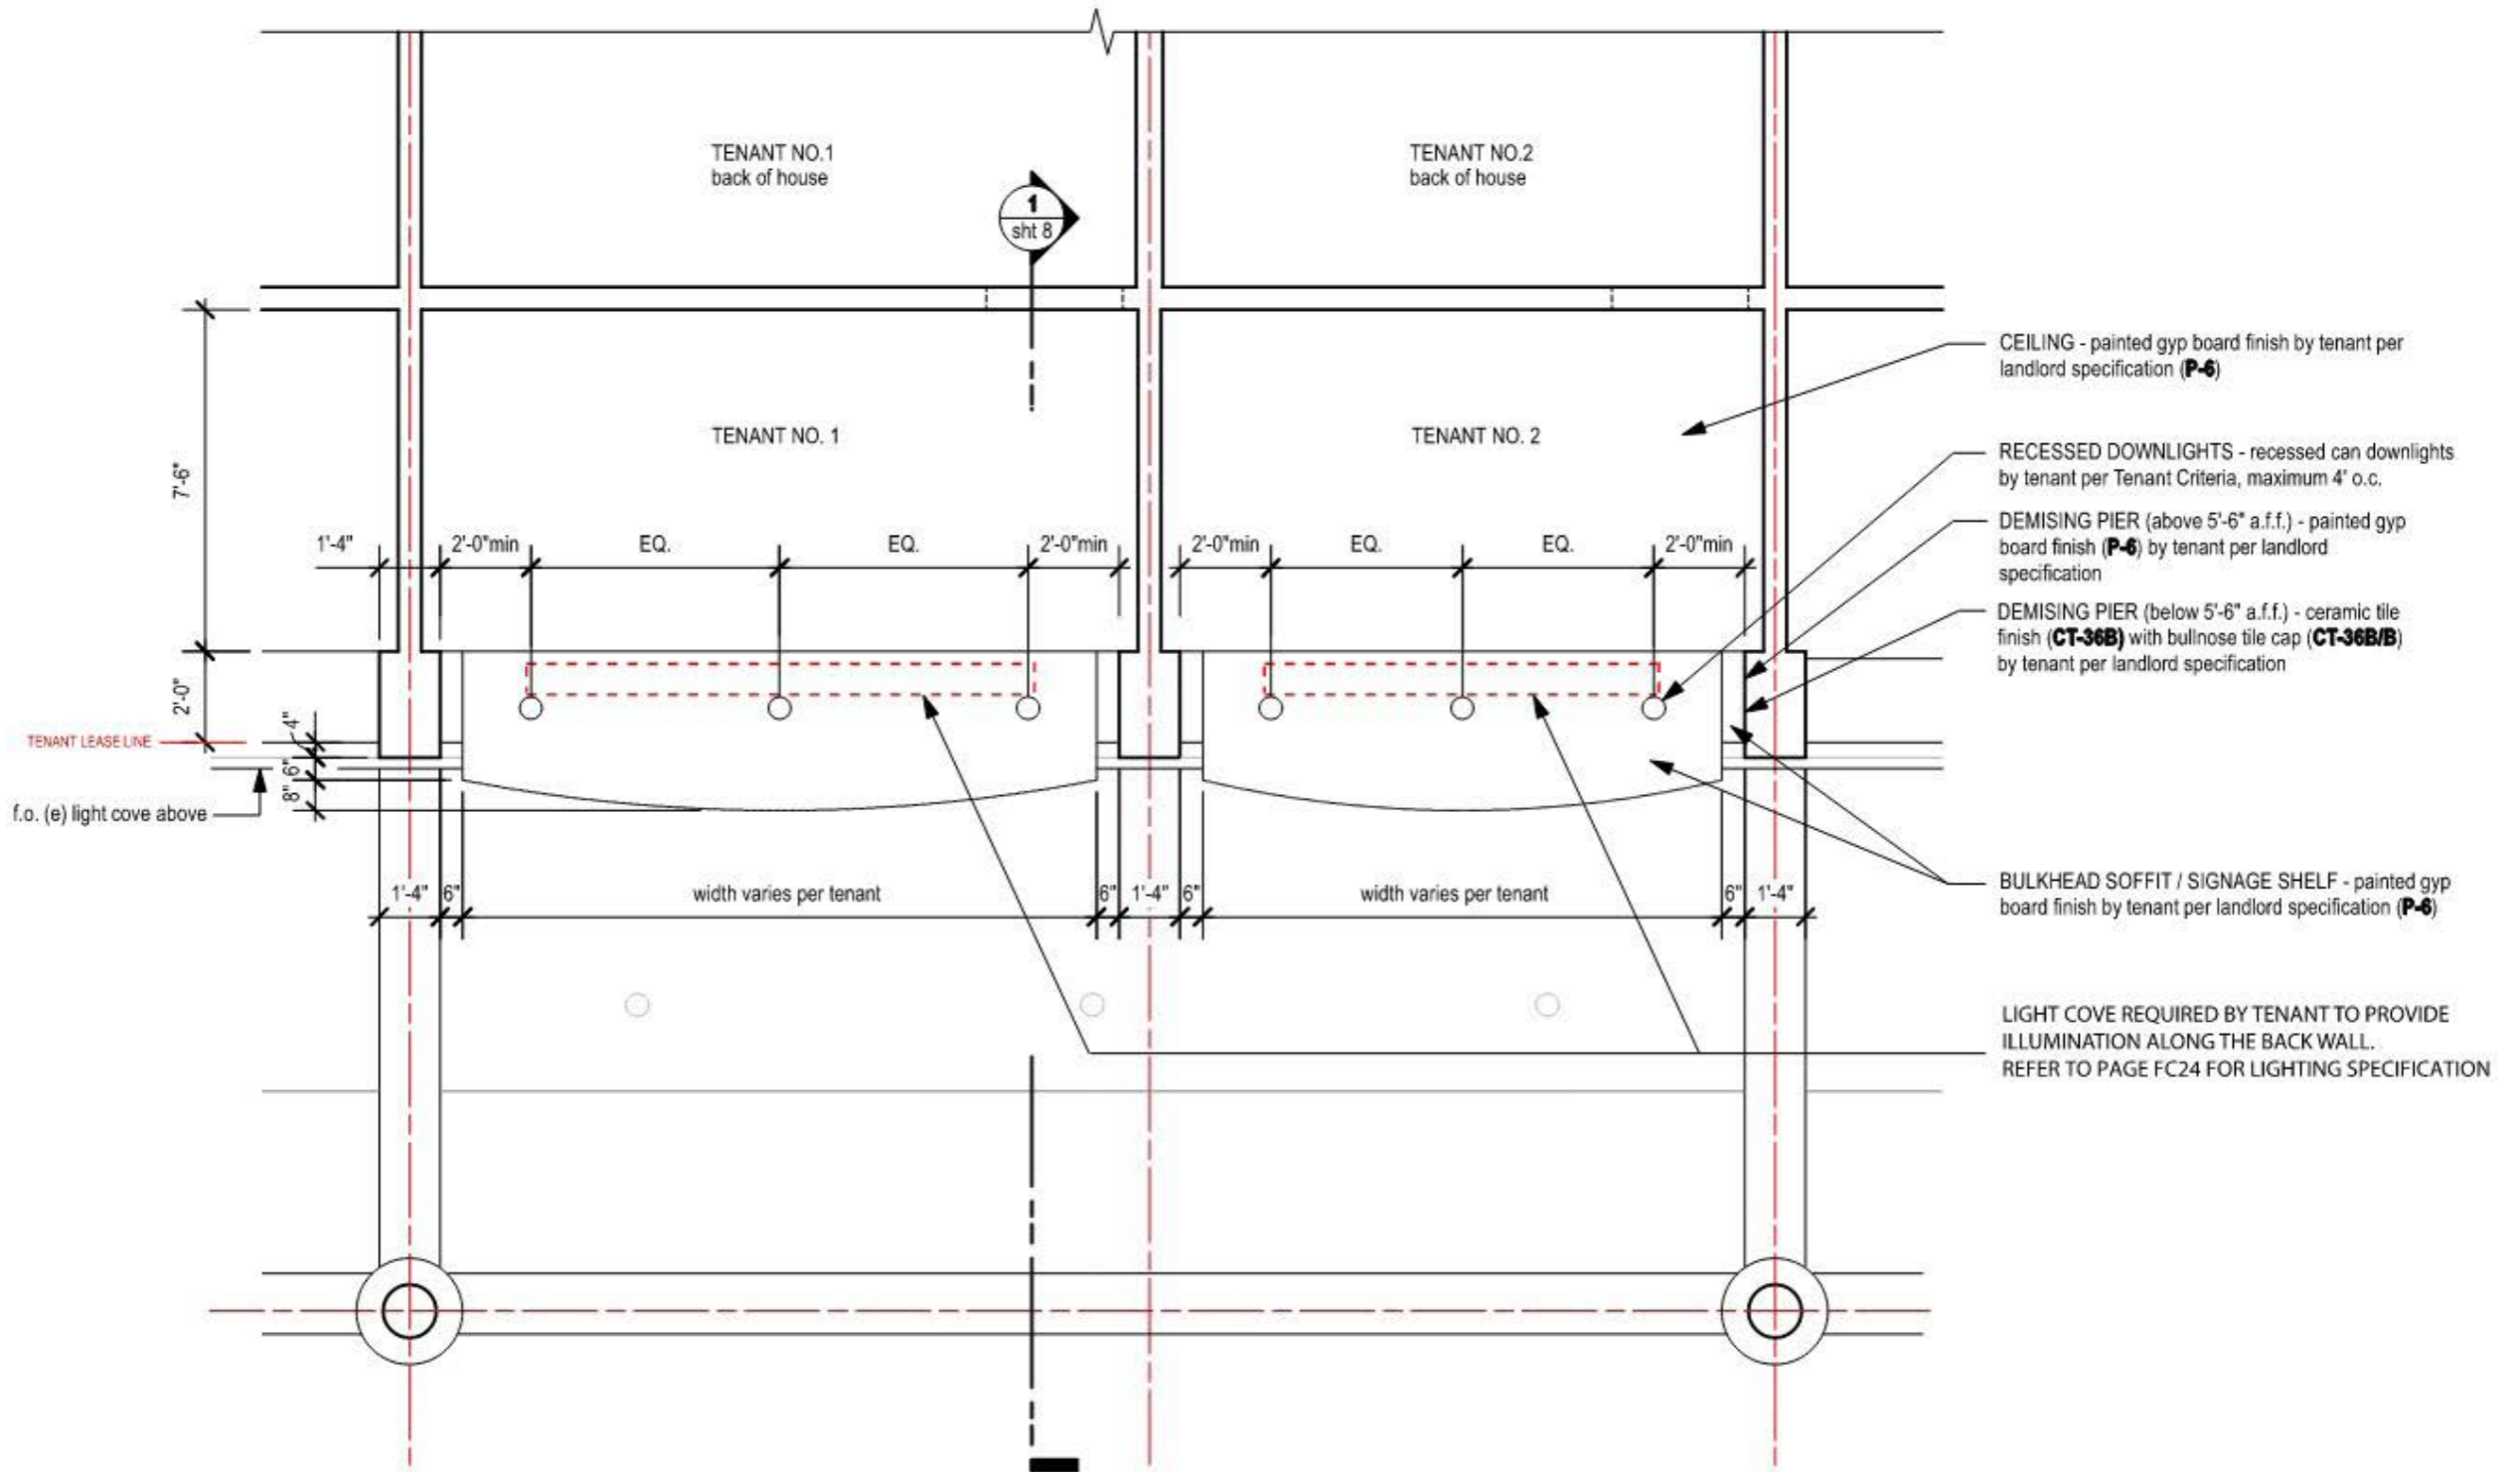 TENANT NO.1
back of house
TENANT NO.2
back of house
1
sht 8
CEILING - painted gyp board finish by tenant per
landlord specification (P-6)
TENANT NO. 1
TENANT NO. 2
RECESSED DOWNLIGHTS - recessed can downlights
by tenant per Tenant Criteria, maximum 4' o.c.
7'-6"
DEMISING PIER (above 5'-6" a.f.f.) - painted gyp
board finish (P-6) by tenant per landlord
specification
1'-4"
2'-0"min
EQ.
EQ.
2'-0"min
2'-0"min
EQ.
EQ.
2'-0"min
DEMISING PIER (below 5'-6" a.f.f.) - ceramic tile
finish (CT-36B) with bullnose tile cap (CT-36B/B)
by tenant per landlord specification
2'-0"
4"
TENANT LEASE LINE
6"
8"
f.o. (e) light cove above
1'-4"
6"
width varies per tenant
6"
1'-4"
6"
width varies per tenant
6"
1'-4"
BULKHEAD SOFFIT / SIGNAGE SHELF - painted gyp
board finish by tenant per landlord specification (P-6)
LIGHT COVE REQUIRED BY TENANT TO PROVIDE
ILLUMINATION ALONG THE BACK WALL.
REFER TO PAGE FC24 FOR LIGHTING SPECIFICATION